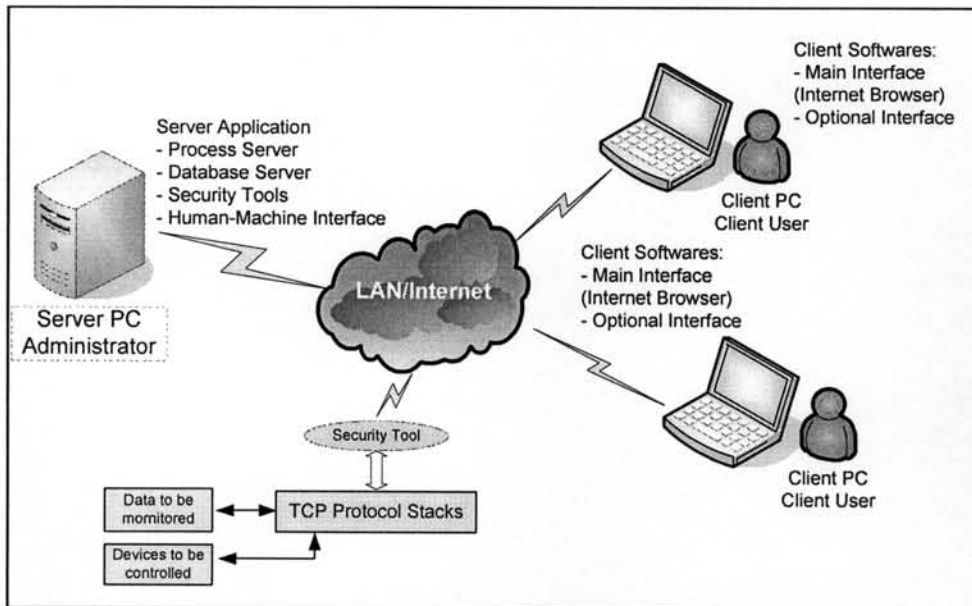 Client Softwares:
- Main Interface
(Internet Browser)
- Optional Interface
Server Application
- Process Server
- Database Server
- Security Tools
- Human-Machine Interface
Client PC
Client User
Client Softwares:
- Main Interface
(Internet Browser)
- Optional Interface
LAN/Internet
Server PC
Administrator
Security Tool
Client PC
Client User
Data to be
momitored
TCP Protocol Stacks
Devices to be
controlled